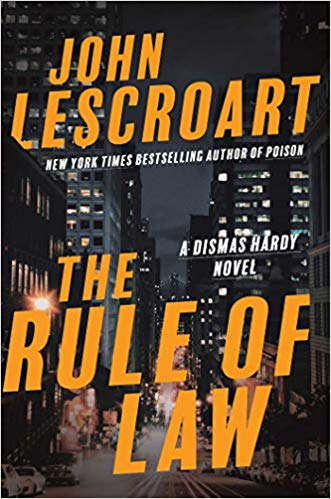 JOHN
LESCROART
NEW YORK TIMES BESTSELLING AUTHOR OF POISON
A DISMAS HARDY
NOVEL
THE
RULE OF
LAW